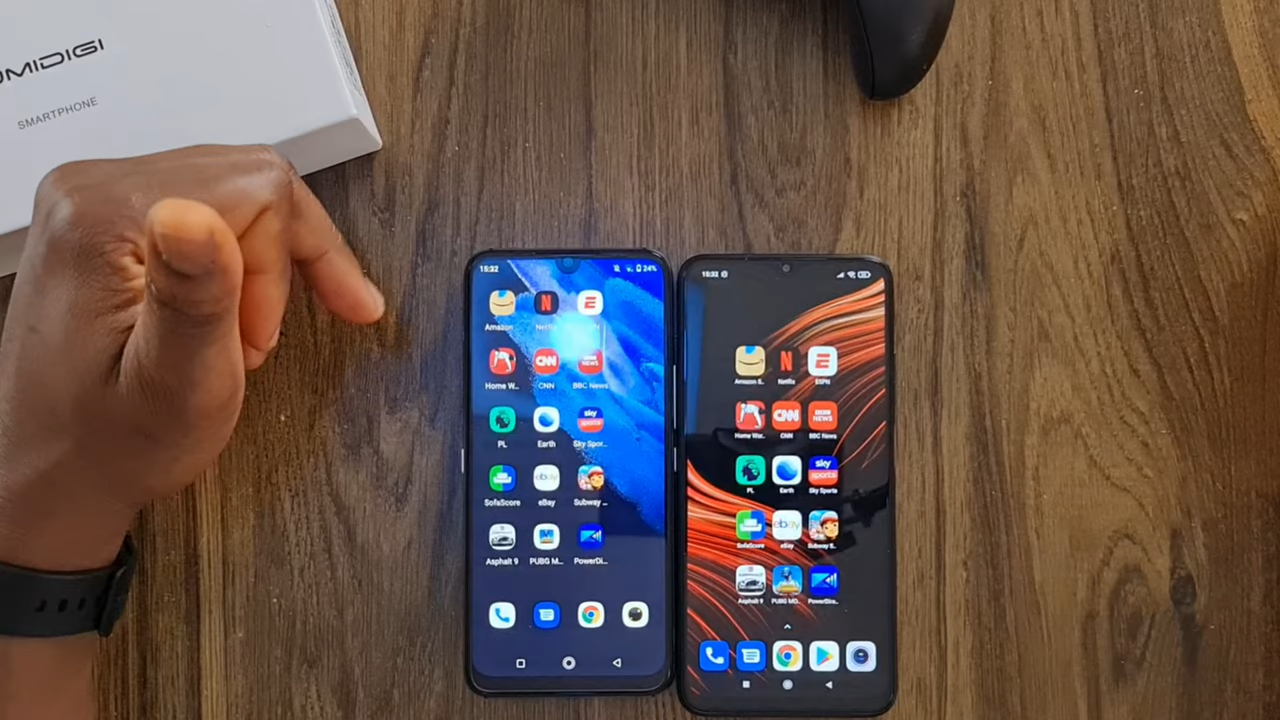 UMIDIGI
SMARTPHONE
15:32 24%
Amazon
Home W... CNN BBC News
PL Earth Sky Spor...
SofaScore eBay Subway ...
Asphalt 9 PUBG M... PowerDi...
15:32
Amazon S... Netflix ESPN
Home Wor... CNN BBC News
PL Earth Sky Sports
SofaScore eBay Subway S...
Asphalt 9 PUBG MO... PowerDire...